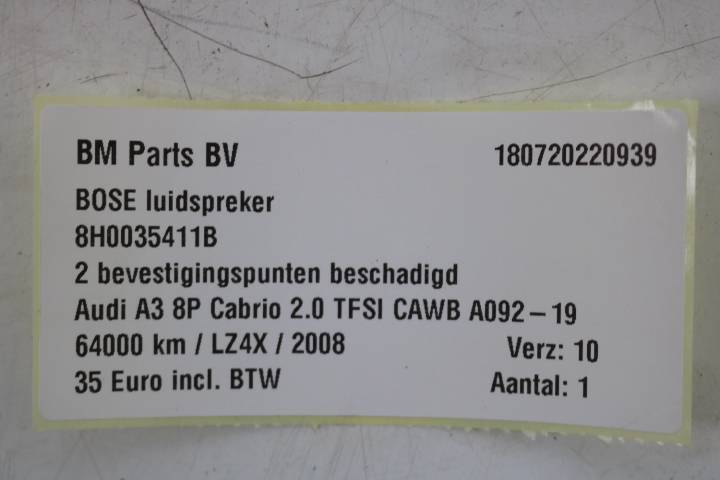 BM Parts BV 180720220939
BOSE luidspreker
8H0035411B
2 bevestigingspunten beschadigd
Audi A3 8P Cabrio 2.0 TFSI CAWB A092-19
64000 km / LZ4X / 2008 Verz: 10
35 Euro incl. BTW Aantal: 1